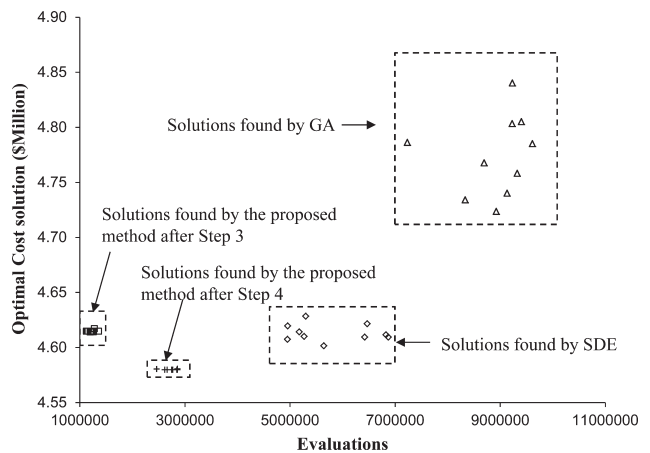 4.90
4.85
4.80
4.75
4.70
4.65
4.60
4.55
Optimal Cost solution ($Million)
Solutions found by GA
Solutions found by the proposed
method after Step 3
Solutions found by the proposed
method after Step 4
Solutions found by SDE
1000000 3000000 5000000 7000000 9000000 11000000
Evaluations